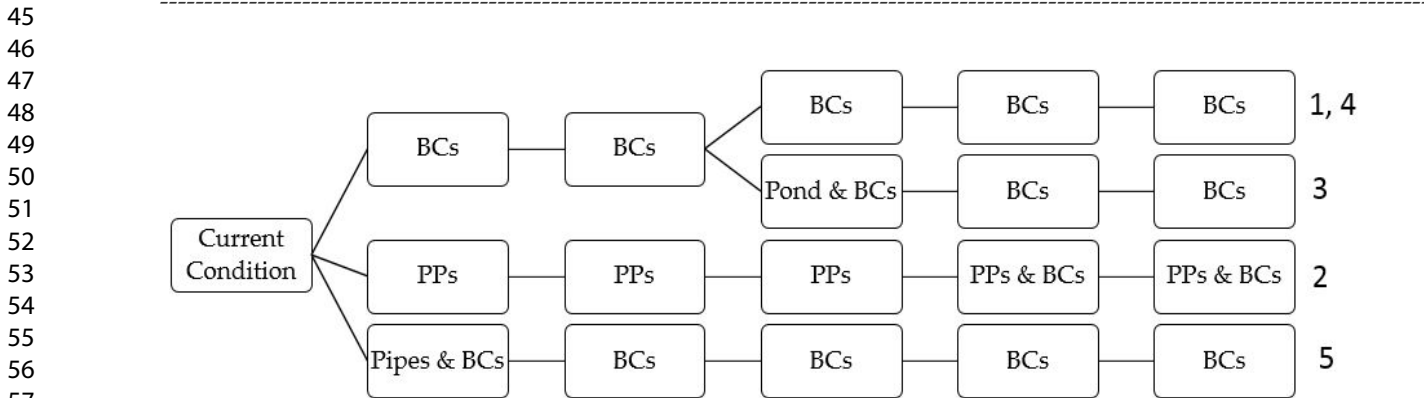 45
46
47
48
49
50
51
52
53
54
55
56
57
BCs BCs BCs 1, 4
BCs BCs
Pond & BCs BCs BCs 3
Current
Condition
PPs PPs PPs PPs & BCs PPs & BCs 2
Pipes & BCs BCs BCs BCs BCs 5